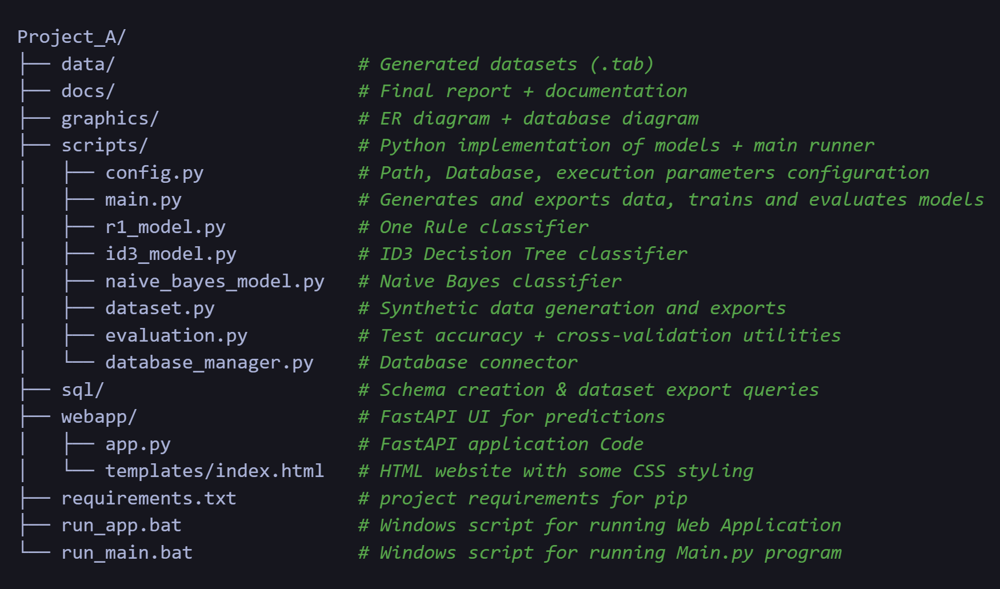 Project_A/
├── data/                      # Generated datasets (.tab)
├── docs/                      # Final report + documentation
├── graphics/                  # ER diagram + database diagram
├── scripts/                   # Python implementation of models + main runner
│   ├── config.py              # Path, Database, execution parameters configuration
│   ├── main.py                # Generates and exports data, trains and evaluates models
│   ├── r1_model.py            # One Rule classifier
│   ├── id3_model.py           # ID3 Decision Tree classifier
│   ├── naive_bayes_model.py   # Naive Bayes classifier
│   ├── dataset.py             # Synthetic data generation and exports
│   ├── evaluation.py          # Test accuracy + cross-validation utilities
│   └── database_manager.py    # Database connector
├── sql/                       # Schema creation & dataset export queries
├── webapp/                    # FastAPI UI for predictions
│   ├── app.py                 # FastAPI application Code
│   └── templates/index.html   # HTML website with some CSS styling
├── requirements.txt           # project requirements for pip
├── run_app.bat                # Windows script for running Web Application
└── run_main.bat               # Windows script for running Main.py program